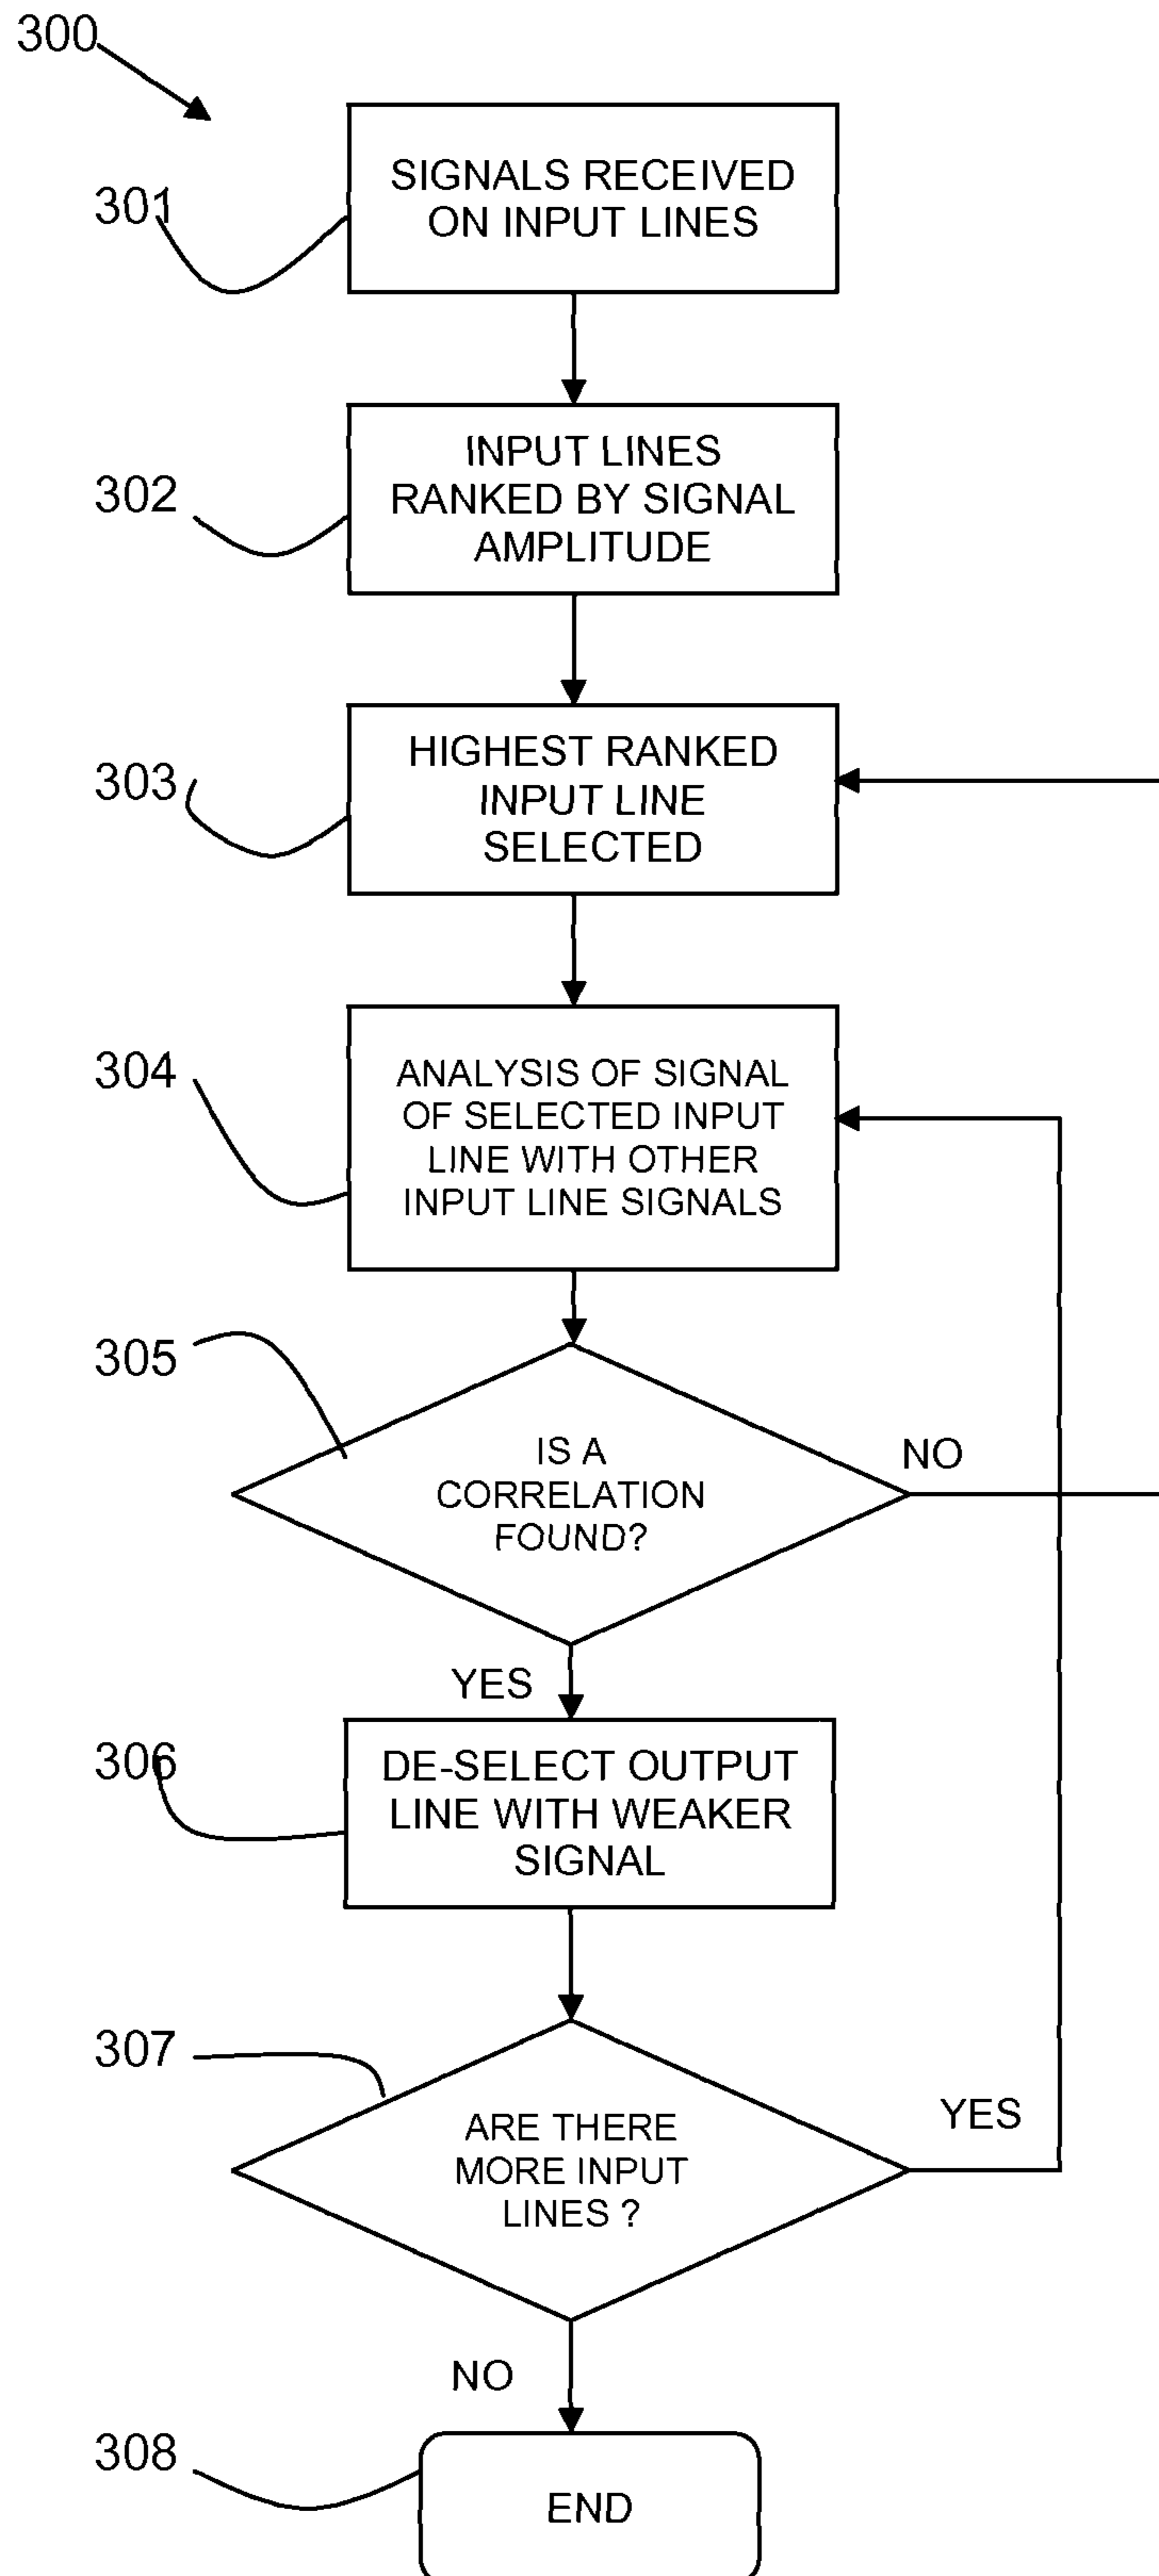 300
301
SIGNALS RECEIVED
ON INPUT LINES
302
INPUT LINES
RANKED BY SIGNAL
AMPLITUDE
303
HIGHEST RANKED
INPUT LINE
SELECTED
304
ANALYSIS OF SIGNAL
OF SELECTED INPUT
LINE WITH OTHER
INPUT LINE SIGNALS
305
IS A
CORRELATION
FOUND?
NO
YES
306
DE-SELECT OUTPUT
LINE WITH WEAKER
SIGNAL
307
ARE THERE
MORE INPUT
LINES ?
YES
NO
308
END